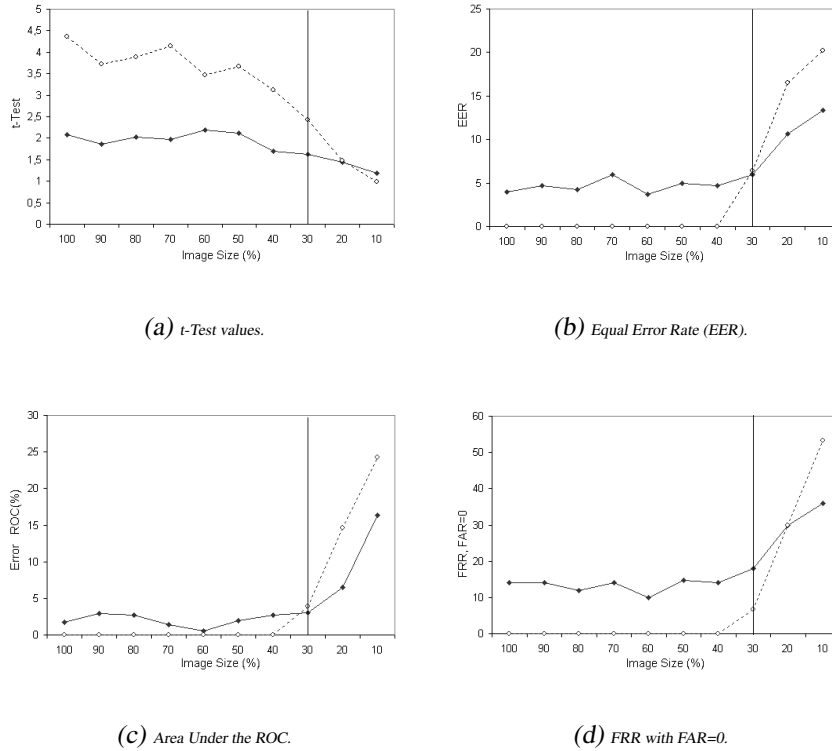 4,5
4
3,5
3
2,5
2
1,5
1
0,5
0
t-Test
100 90 80 70 60 50 40 30 20 10
Image Size (%)
(a) t-Test values.
25
20
15
10
5
0
EER
100 90 80 70 60 50 40 30 20 10
Image Size (%)
(b) Equal Error Rate (EER).
30
25
20
15
10
5
0
Error ROC(%)
100 90 80 70 60 50 40 30 20 10
Image Size (%)
(c) Area Under the ROC.
60
50
40
30
20
10
0
FRR, FAR=0
100 90 80 70 60 50 40 30 20 10
Image Size (%)
(d) FRR with FAR=0.